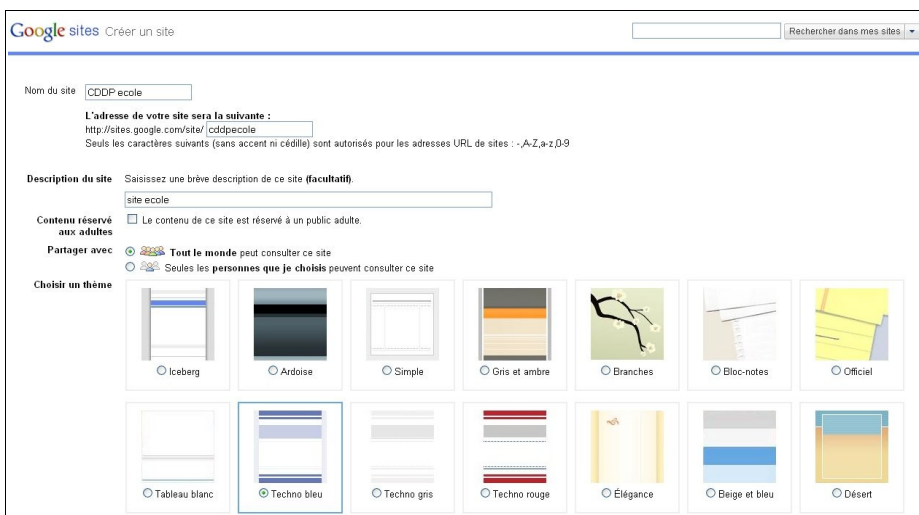 Google sites Créer un site
Rechercher dans mes sites
Nom du site CDDP ecole
L'adresse de votre site sera la suivante :
http://sites.google.com/site/ cddpecole
Seuls les caractères suivants (sans accent ni cédille) sont autorisés pour les adresses URL de sites : -,A-Z,a-z,0-9
Description du site Saisissez une brève description de ce site (facultatif).
site ecole
Contenu réservé aux adultes Le contenu de ce site est réservé à un public adulte.
Partager avec Tout le monde peut consulter ce site
Seules les personnes que je choisis peuvent consulter ce site
Choisir un thème
Iceberg Ardoise Simple Gris et ambre Branches Bloc-notes Officiel
Tableau blanc Techno bleu Techno gris Techno rouge Élégance Beige et bleu Désert